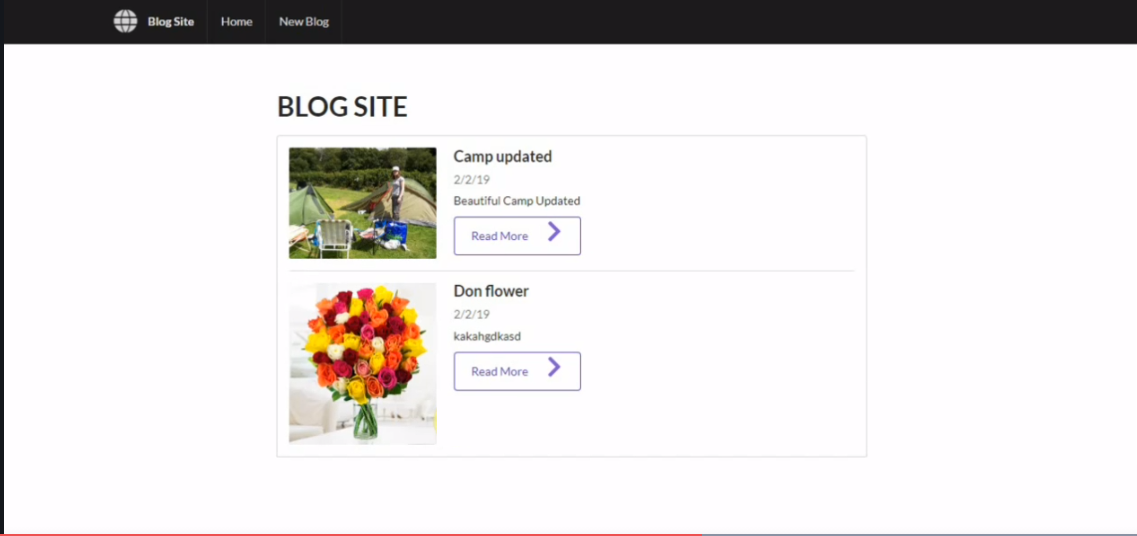 Blog Site Home New Blog
BLOG SITE
Camp updated
2/2/19
Beautiful Camp Updated
Read More
Don flower
2/2/19
kakahgdkasd
Read More